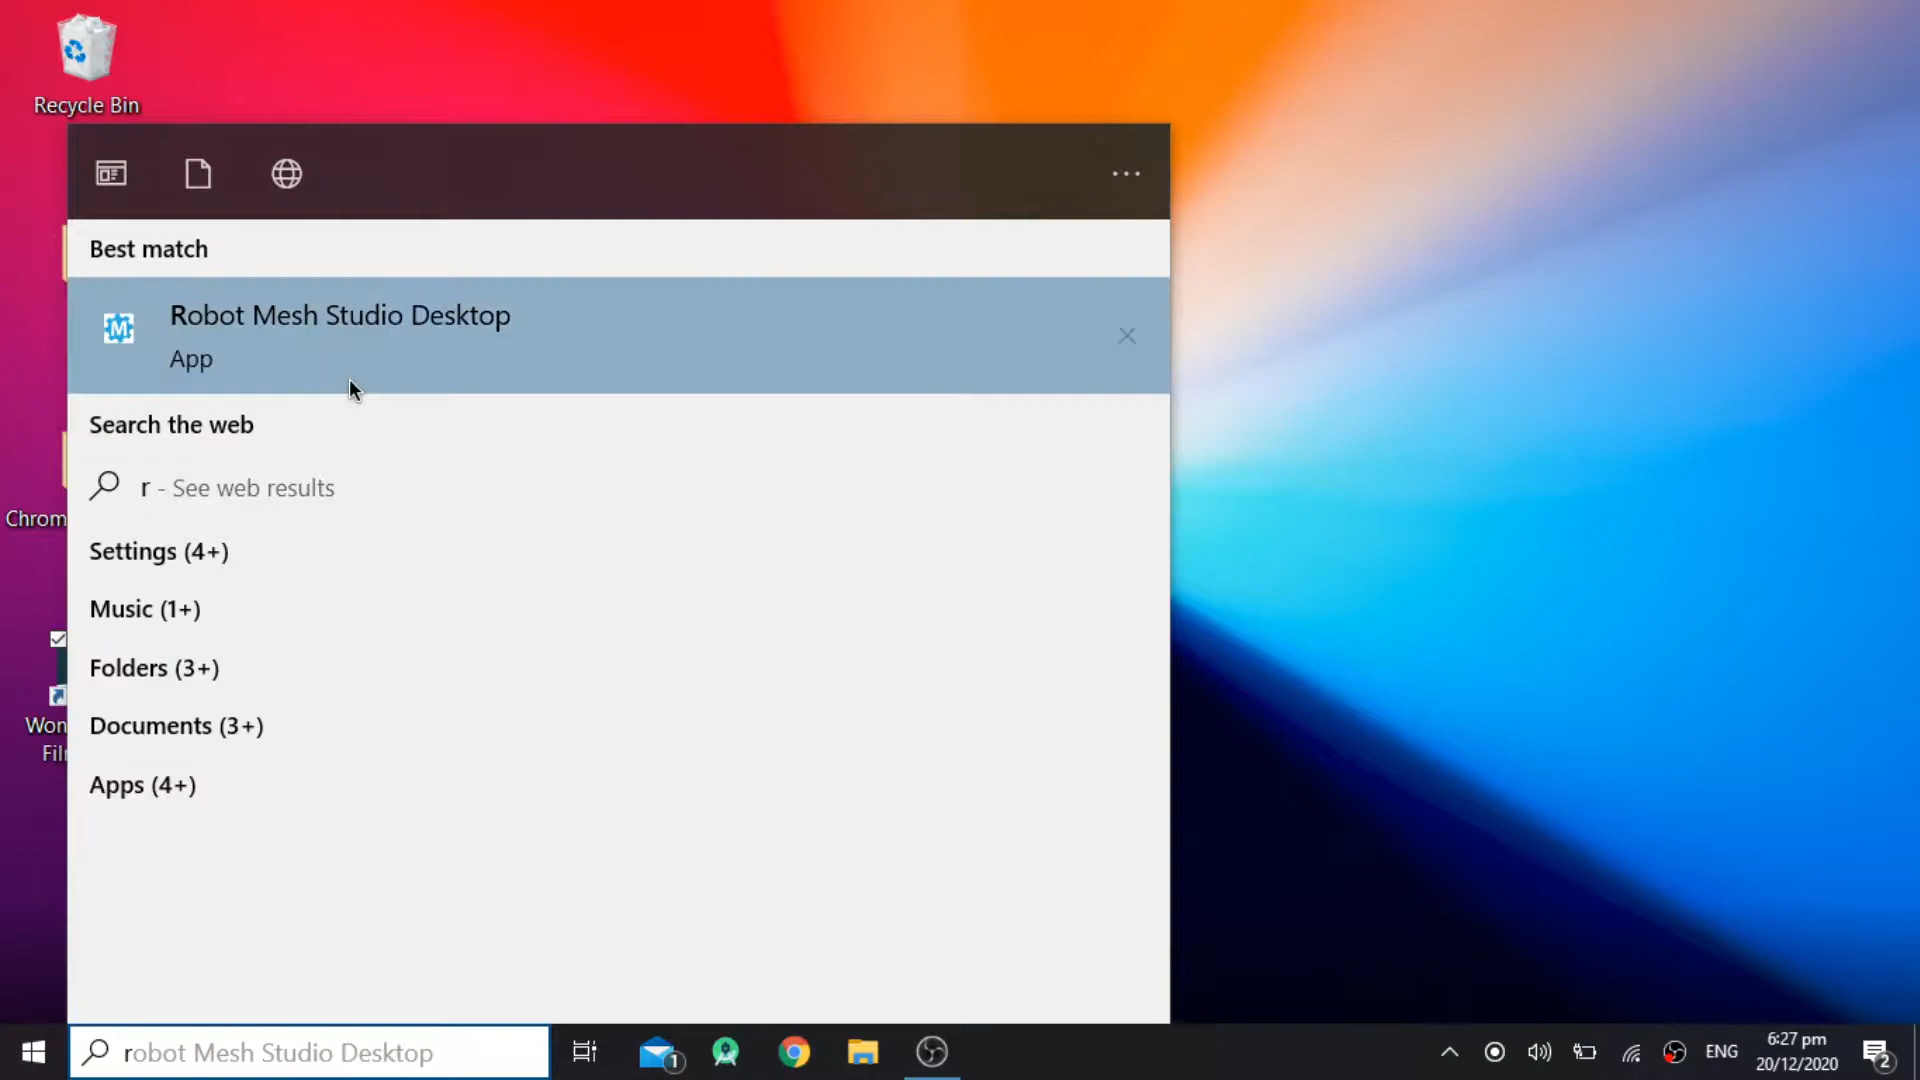 Recycle Bin
Best match
Robot Mesh Studio Desktop
App
Search the web
r - See web results
Settings (4+)
Music (1+)
Folders (3+)
Documents (3+)
Apps (4+)
Chrom
Won
Fil
robot Mesh Studio Desktop
1
ENG
6:27 pm
20/12/2020
2
M